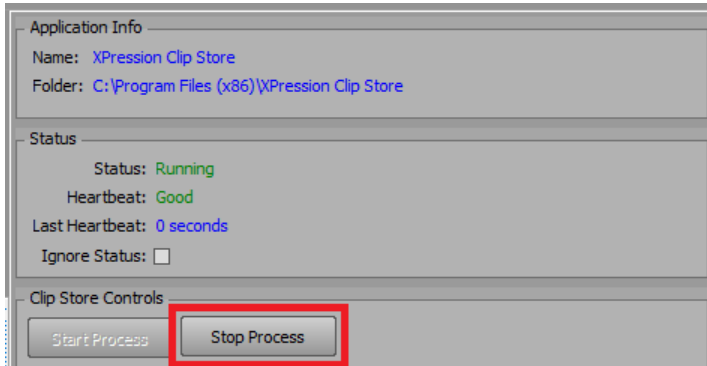 Application Info
Name: XPression Clip Store
Folder: C:\Program Files (x86)\XPression Clip Store
Status
Status: Running
Heartbeat: Good
Last Heartbeat: 0 seconds
Ignore Status:
Clip Store Controls
Start Process Stop Process